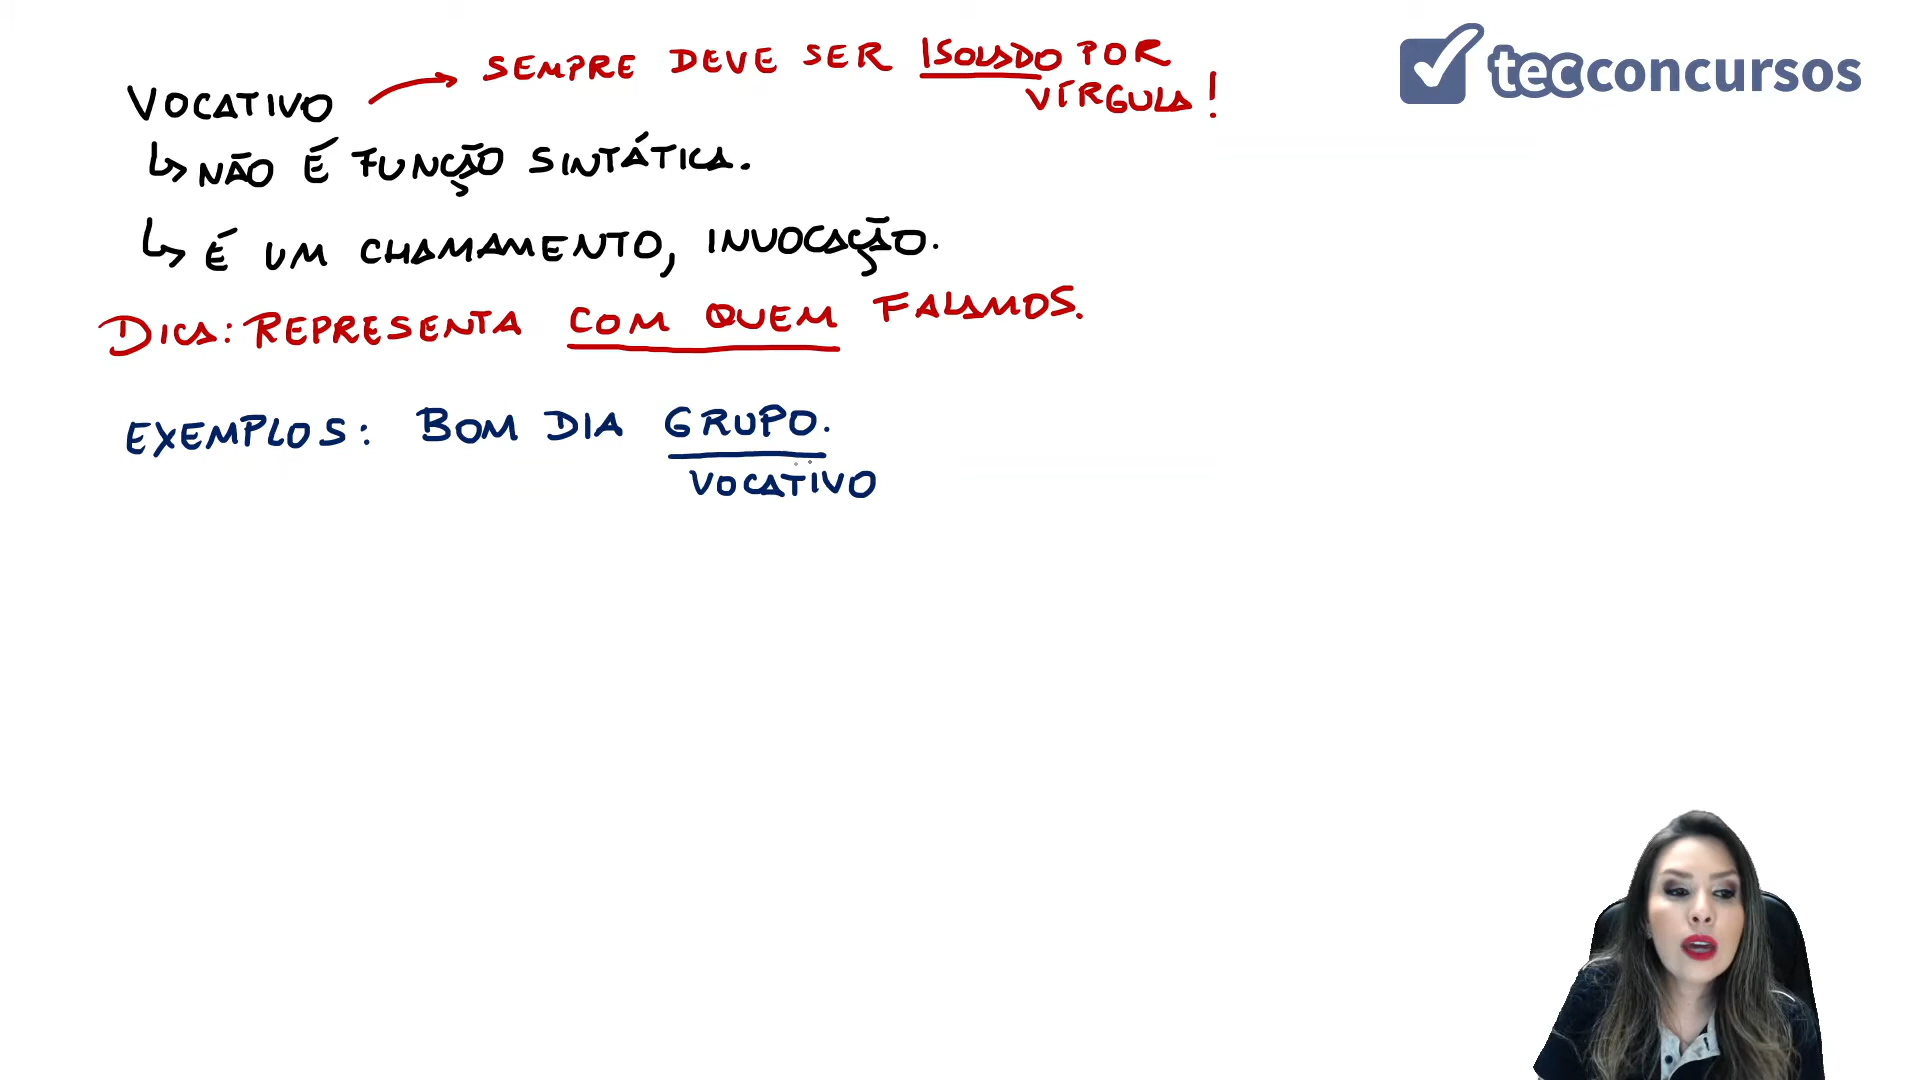 SEMPRE DEVE SER ISOLADO POR
VÍRGULA!
VOCATIVO
↳ NÃO É FUNÇÃO SINTÁTICA.
↳ É UM CHAMAMENTO, INVOCAÇÃO.
DICA: REPRESENTA COM QUEM FALAMOS.
EXEMPLOS: BOM DIA GRUPO.
VOCATIVO
tecconcursos